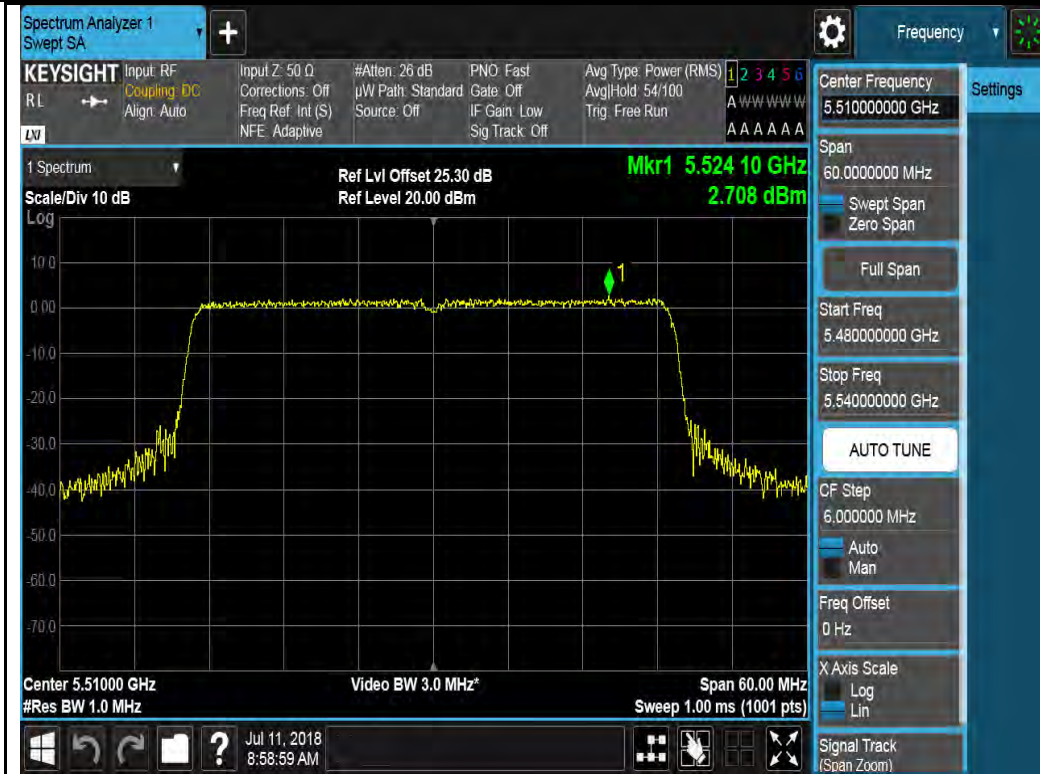 Spectrum Analyzer 1
Swept SA
+
Frequency
KEYSIGHT
RL
LXI
Input: RF
Coupling: DC
Align: Auto
Input Z: 50 Ω
Corrections: Off
Freq Ref: Int (S)
NFE: Adaptive
#Atten: 26 dB
µW Path: Standard
Source: Off
PNO: Fast
Gate: Off
IF Gain: Low
Sig Track: Off
Avg Type: Power (RMS)
Avg|Hold: 54/100
Trig: Free Run
1 2 3 4 5 6
A W W W W W
A A A A A A
1 Spectrum
Scale/Div 10 dB
Ref Lvl Offset 25.30 dB
Ref Level 20.00 dBm
Mkr1 5.524 10 GHz
2.708 dBm
Log
10.0
0.00
-10.0
-20.0
-30.0
-40.0
-50.0
-60.0
-70.0
1
Center 5.51000 GHz
#Res BW 1.0 MHz
Video BW 3.0 MHz*
Span 60.00 MHz
Sweep 1.00 ms (1001 pts)
?
Jul 11, 2018
8:58:59 AM
Center Frequency
5.510000000 GHz
Settings
Span
60.0000000 MHz
Swept Span
Zero Span
Full Span
Start Freq
5.480000000 GHz
Stop Freq
5.540000000 GHz
AUTO TUNE
CF Step
6.000000 MHz
Auto
Man
Freq Offset
0 Hz
X Axis Scale
Log
Lin
Signal Track
(Span Zoom)